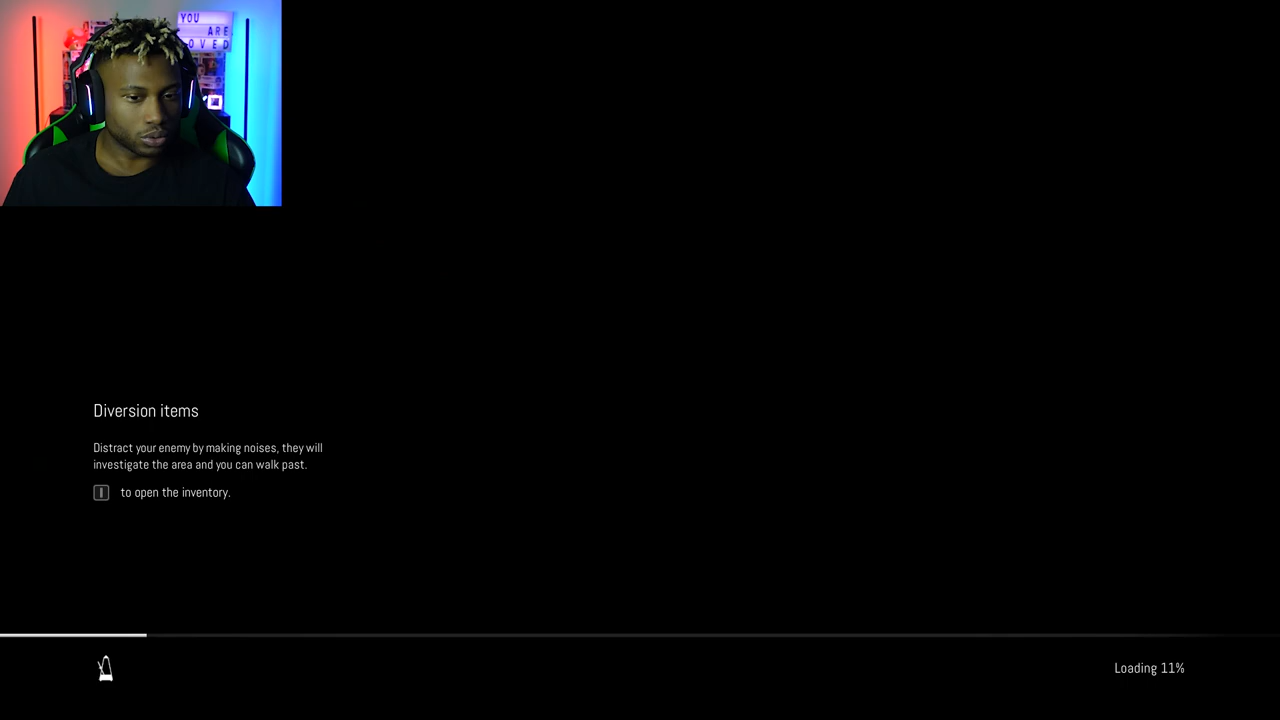 YOU
ARE
LOVED
Diversion items
Distract your enemy by making noises, they will
investigate the area and you can walk past.
I to open the inventory.
Loading 11%